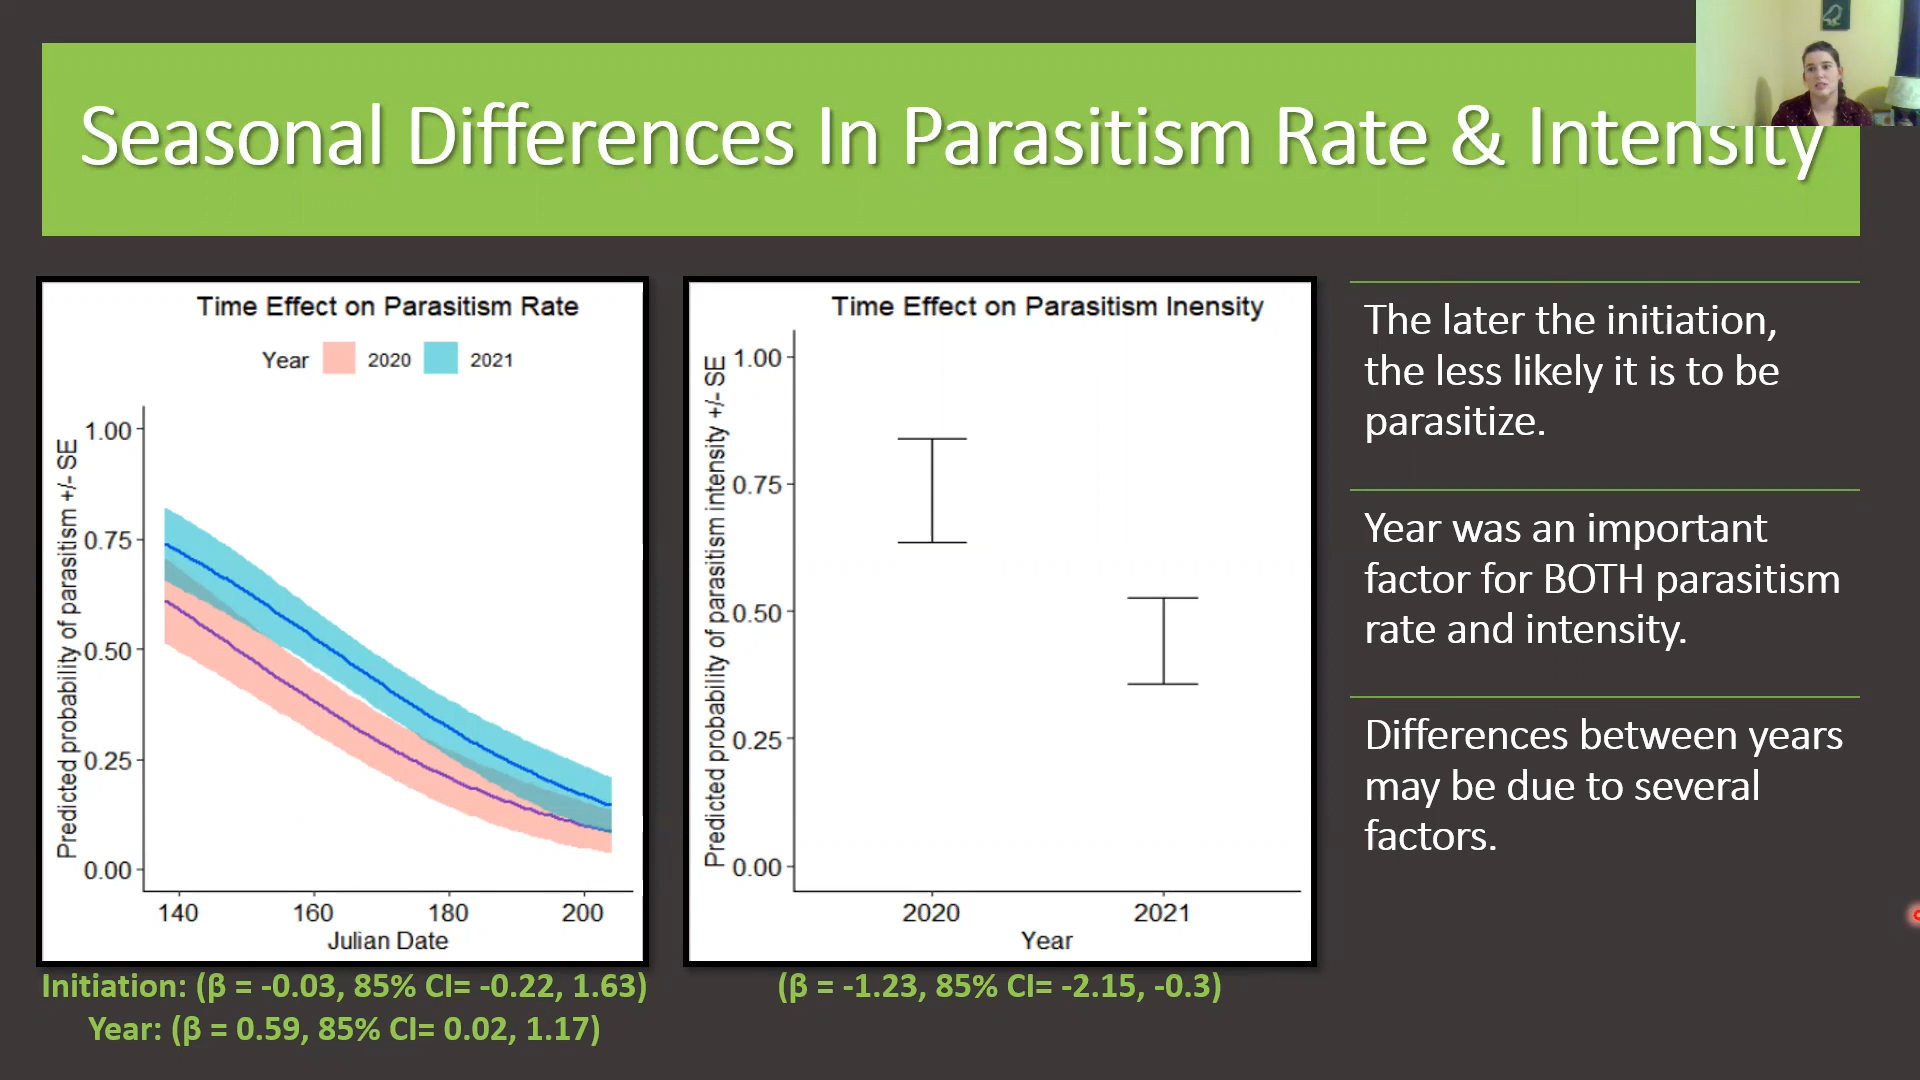 Seasonal Differences In Parasitism Rate & Intensity
Time Effect on Parasitism Rate
Year 2020 2021
Predicted probability of parasitism +/- SE
1.00
0.75
0.50
0.25
0.00
140 160 180 200
Julian Date
Initiation: (β = -0.03, 85% CI= -0.22, 1.63)
Year: (β = 0.59, 85% CI= 0.02, 1.17)
Time Effect on Parasitism Inensity
Predicted probability of parasitism intensity +/- SE
1.00
0.75
0.50
0.25
0.00
2020 2021
Year
(β = -1.23, 85% CI= -2.15, -0.3)
The later the initiation,
the less likely it is to be
parasitize.
Year was an important
factor for BOTH parasitism
rate and intensity.
Differences between years
may be due to several
factors.